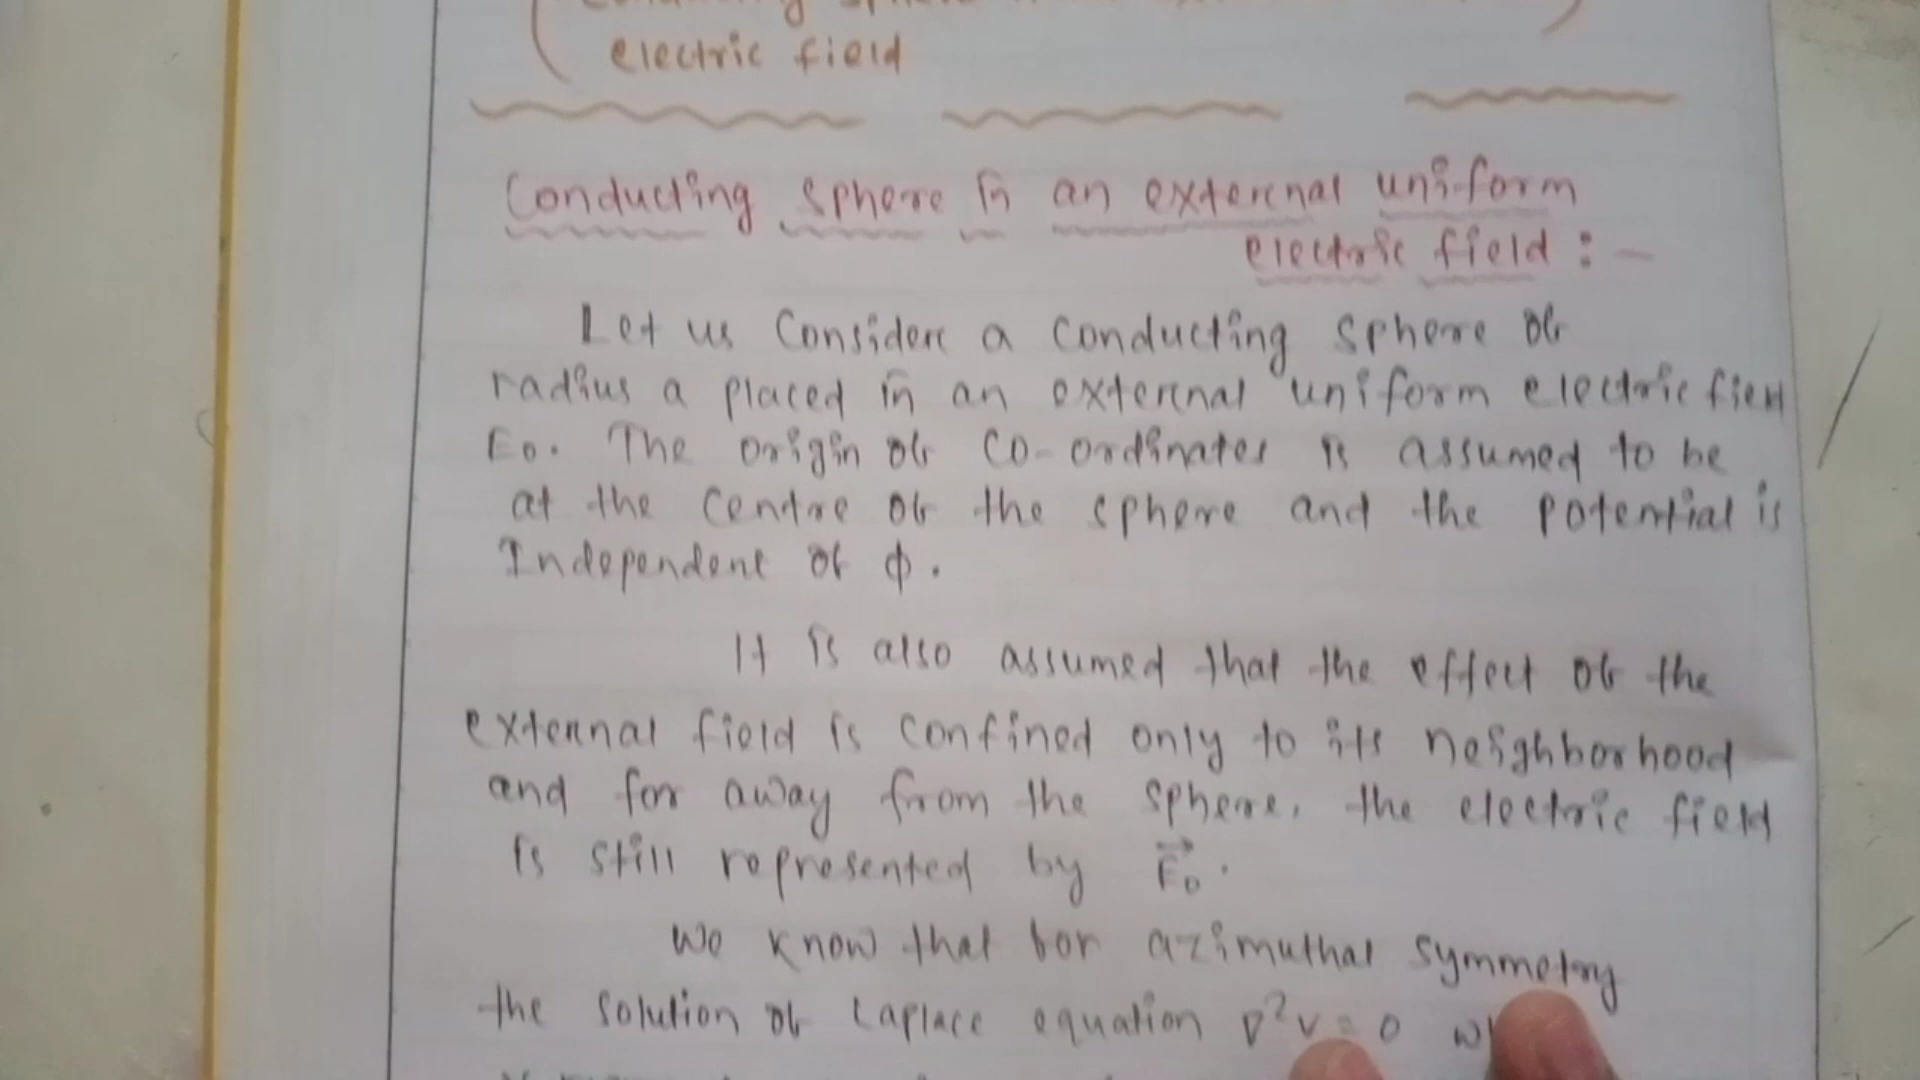 electric field
Conducting sphere in an external uniform
electric field :-
Let us Consider a conducting sphere of
radius a placed in an external uniform electric field
E0. The origin of co-ordinates is assumed to be
at the centre of the sphere and the potential is
Independent of ϕ.
It is also assumed that the effect of the
external field is confined only to its neighborhood
and for away from the sphere, the electric field
is still represented by E⃗0.
We know that for azimuthal symmetry
the solution of Laplace equation ∇²V = 0